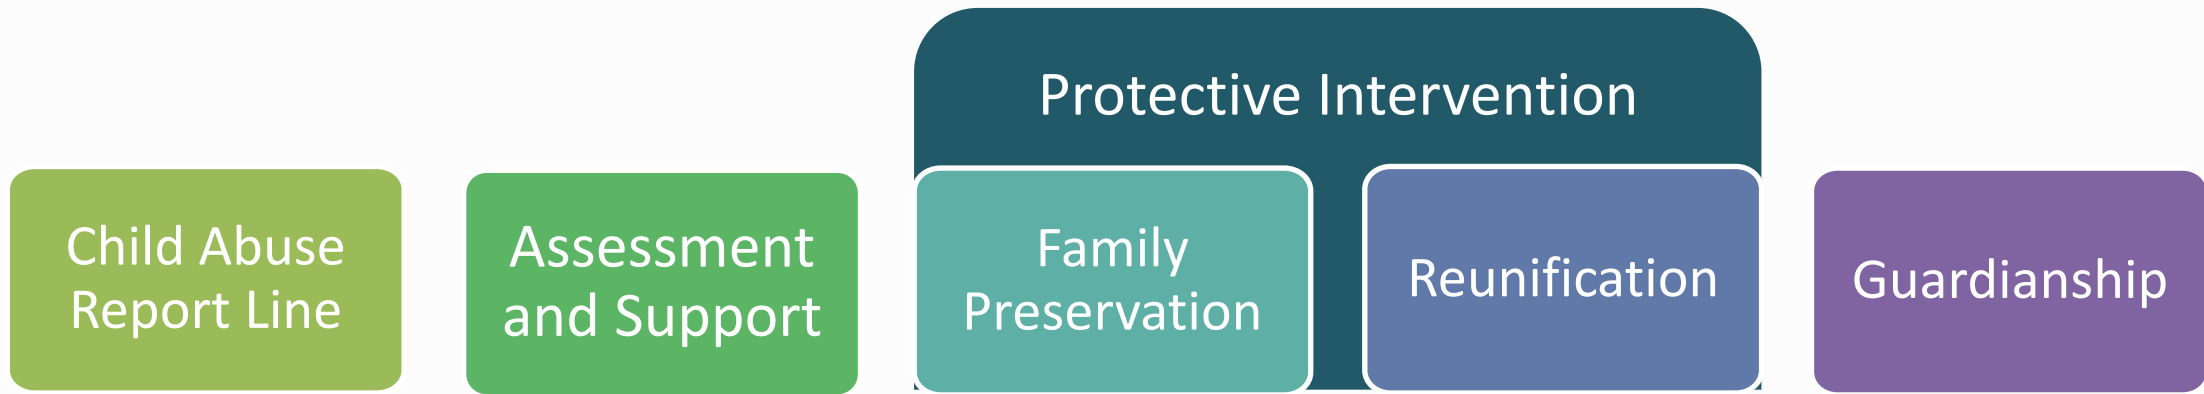 Protective Intervention
Child Abuse
Report Line
Assessment
and Support
Family
Preservation
Reunification
Guardianship